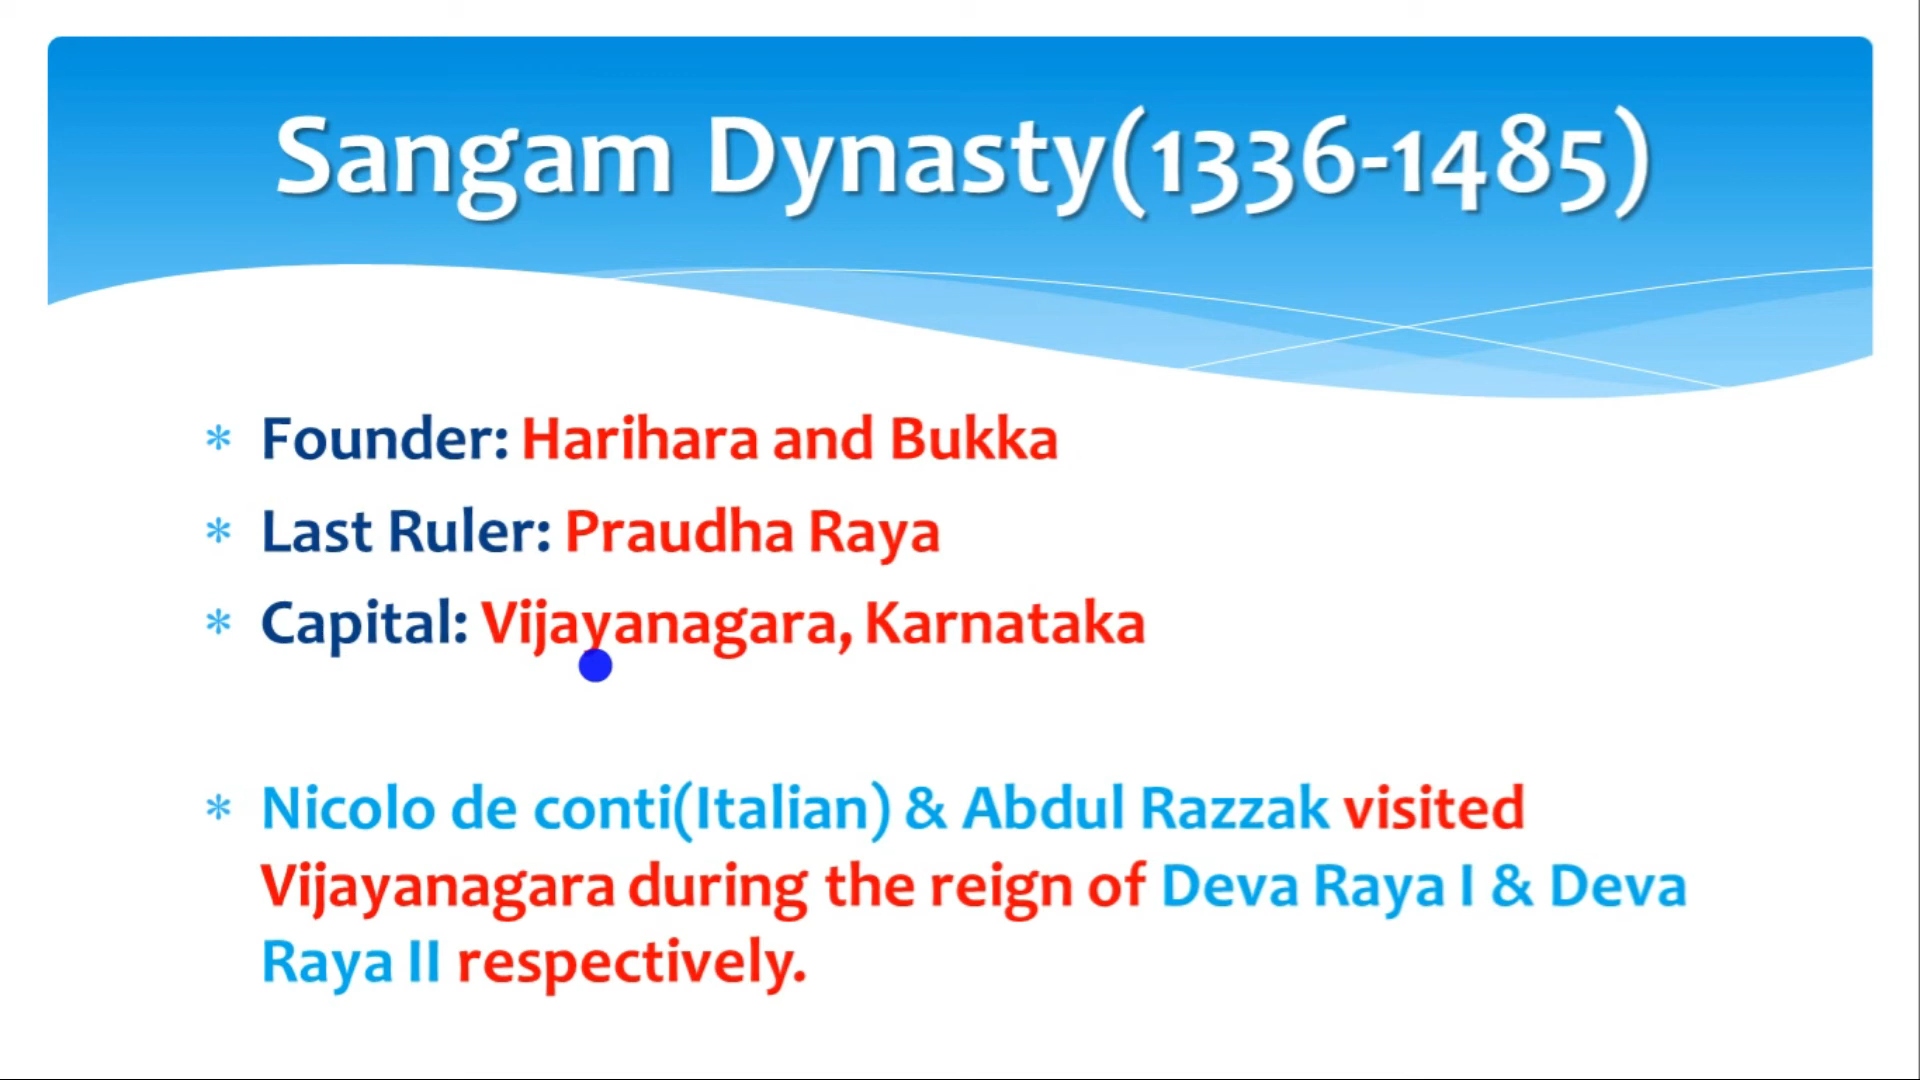 Sangam Dynasty(1336-1485)
* Founder: Harihara and Bukka
* Last Ruler: Praudha Raya
* Capital: Vijayanagara, Karnataka
* Nicolo de conti(Italian) & Abdul Razzak visited
Vijayanagara during the reign of Deva Raya I & Deva
Raya II respectively.